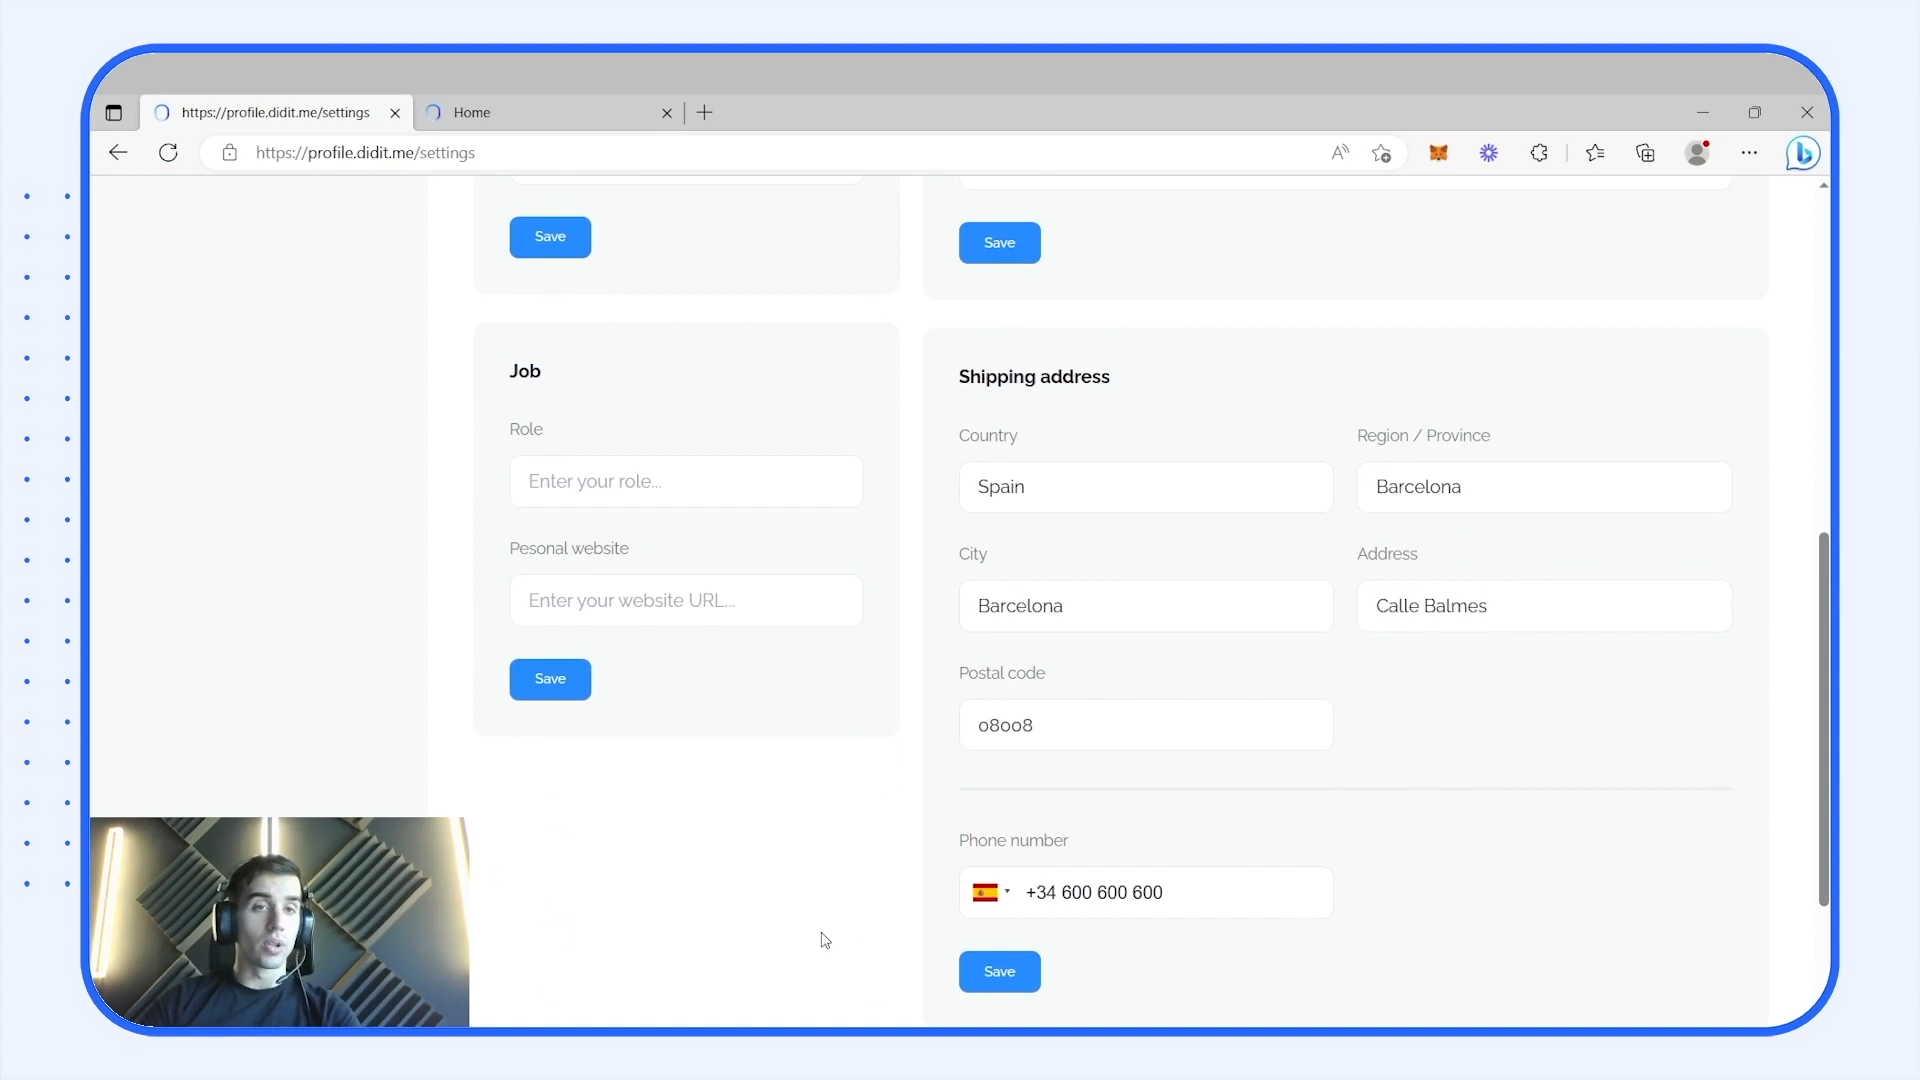 https://profile.didit.me/settings
Home
https://profile.didit.me/settings
Save
Save
Job
Role
Enter your role...
Pesonal website
Enter your website URL...
Save
Shipping address
Country
Region / Province
Spain
Barcelona
City
Address
Barcelona
Calle Balmes
Postal code
08008
Phone number
+34 600 600 600
Save